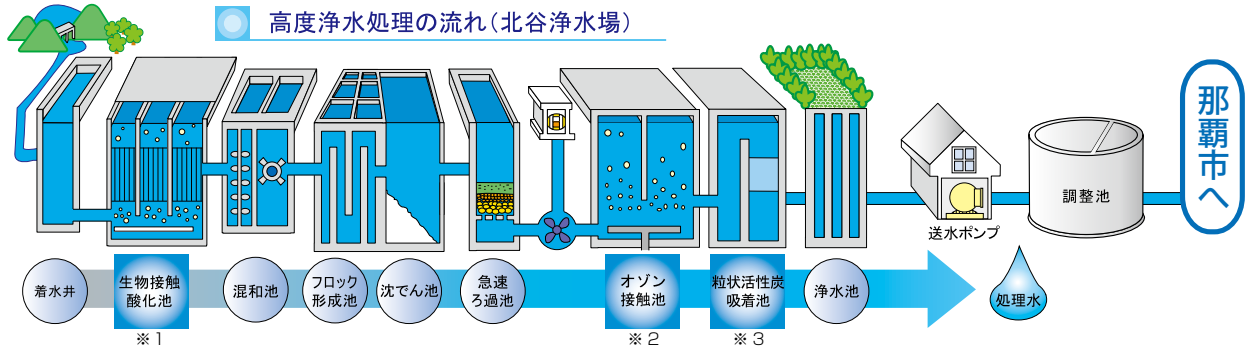 高度浄水処理の流れ（北谷浄水場）
那覇市へ
調整池
送水ポンプ
着水井
生物接触
酸化池
混和池
フロック
形成池
沈でん池
急速
ろ過池
オゾン
接触池
粒状活性炭
吸着池
浄水池
処理水
※1
※2
※3